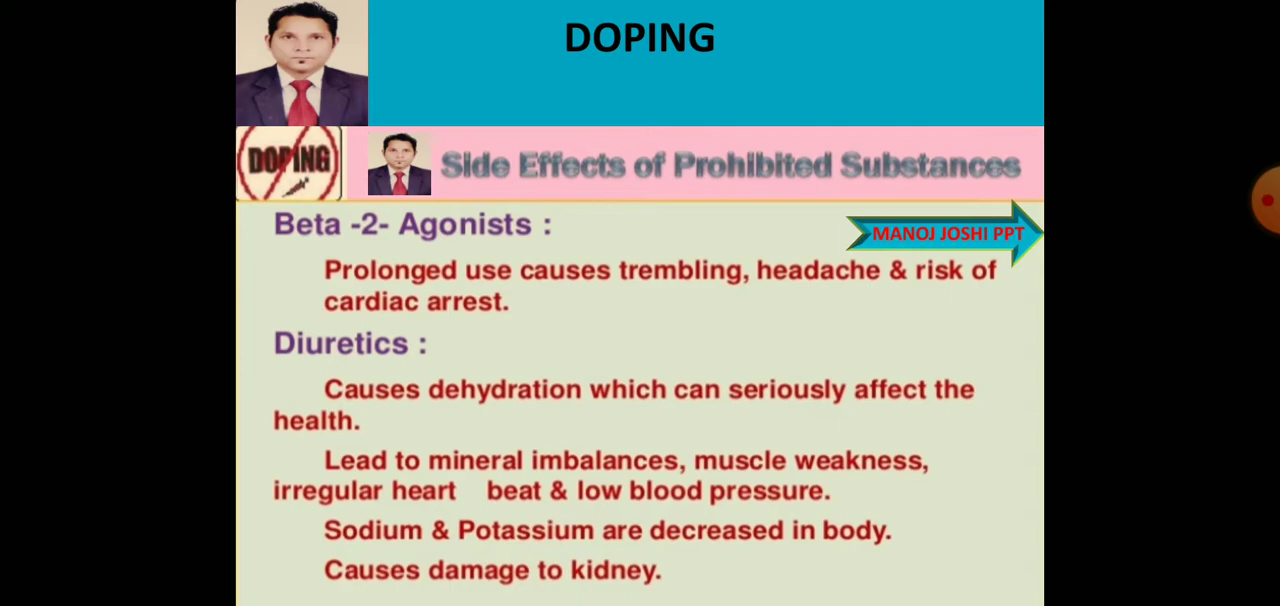 DOPING
DOPING
Side Effects of Prohibited Substances
Beta -2- Agonists :
MANOJ JOSHI PPT
Prolonged use causes trembling, headache & risk of
cardiac arrest.
Diuretics :
Causes dehydration which can seriously affect the
health.
Lead to mineral imbalances, muscle weakness,
irregular heart beat & low blood pressure.
Sodium & Potassium are decreased in body.
Causes damage to kidney.